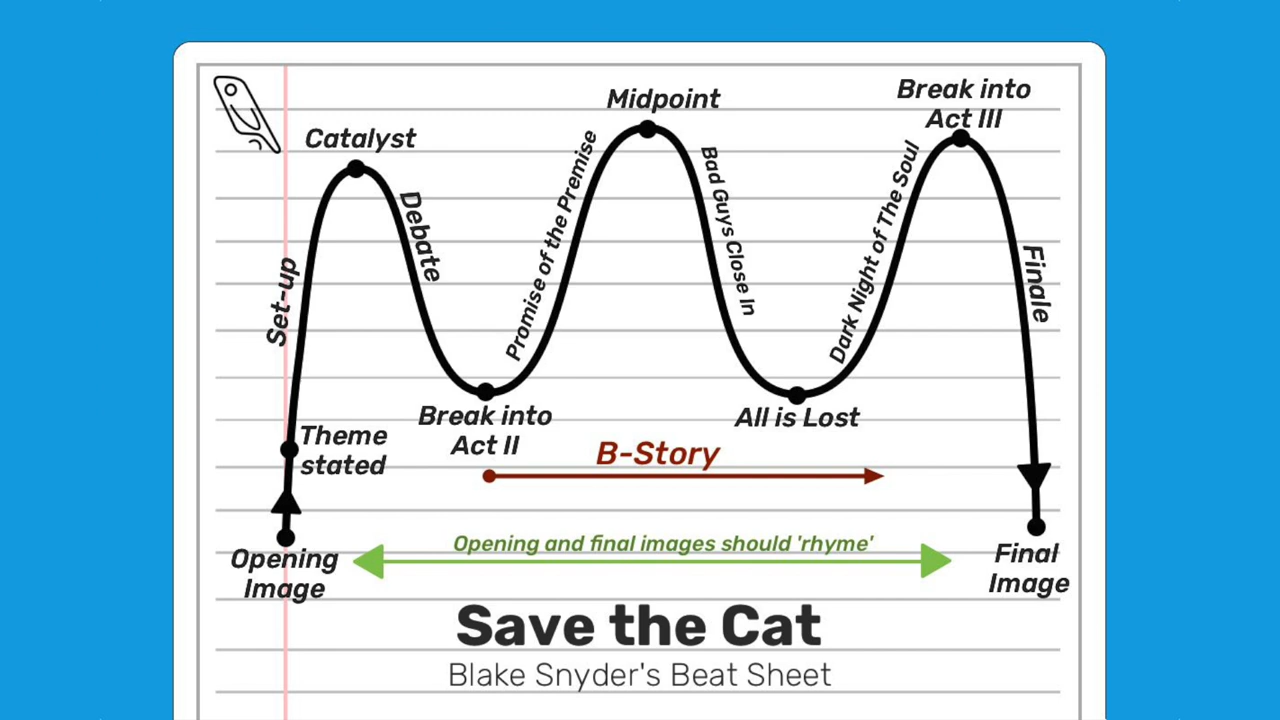 Opening
Image
Theme
stated
Set-up
Catalyst
Debate
Break into
Act II
Promise of the Premise
Midpoint
Bad Guys Close In
All is Lost
Dark Night of The Soul
Break into
Act III
Finale
Final
Image
B-Story
Opening and final images should 'rhyme'
Save the Cat
Blake Snyder's Beat Sheet